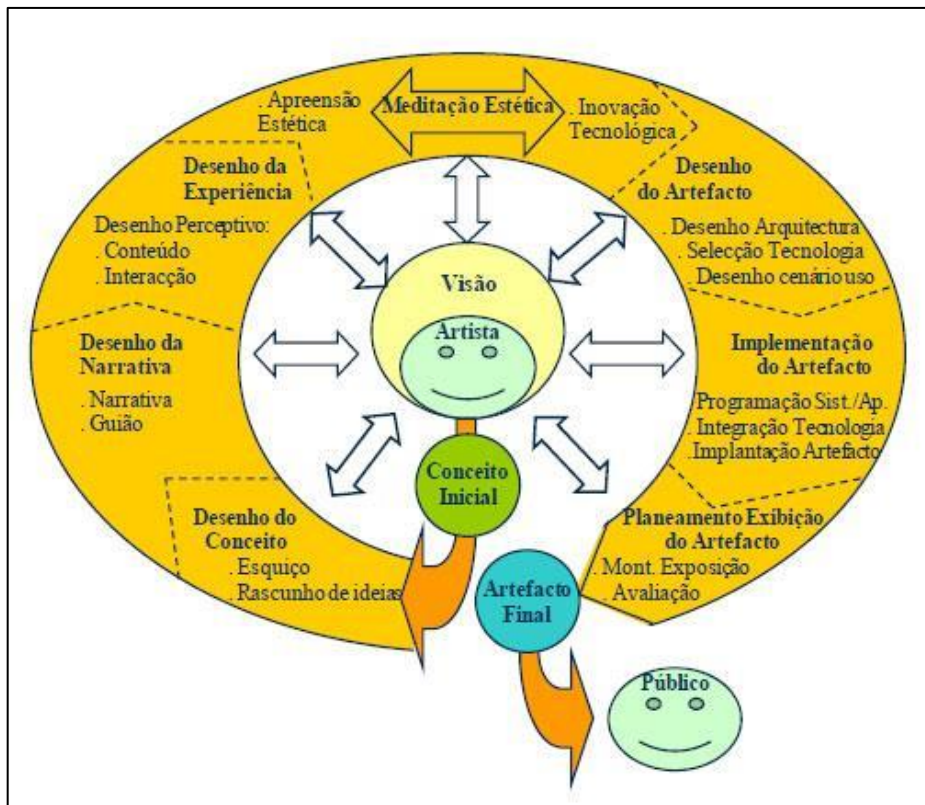 Meditação Estética
. Apreensão
Estética
. Inovação
Tecnológica
Desenho da
Experiência
Desenho Perceptivo:
. Conteúdo
. Interacção
Desenho
do Artefacto
. Desenho Arquitectura
. Selecção Tecnologia
. Desenho cenário uso
Visão
Artista
Desenho da
Narrativa
. Narrativa
. Guião
Implementação
do Artefacto
. Programação Sist./Ap.
. Integração Tecnologia
. Implantação Artefacto
Conceito
Inicial
Desenho do
Conceito
. Esquiço
. Rascunho de ideias
Planeamento Exibição
do Artefacto
. Mont. Exposição
. Avaliação
Artefacto
Final
Público